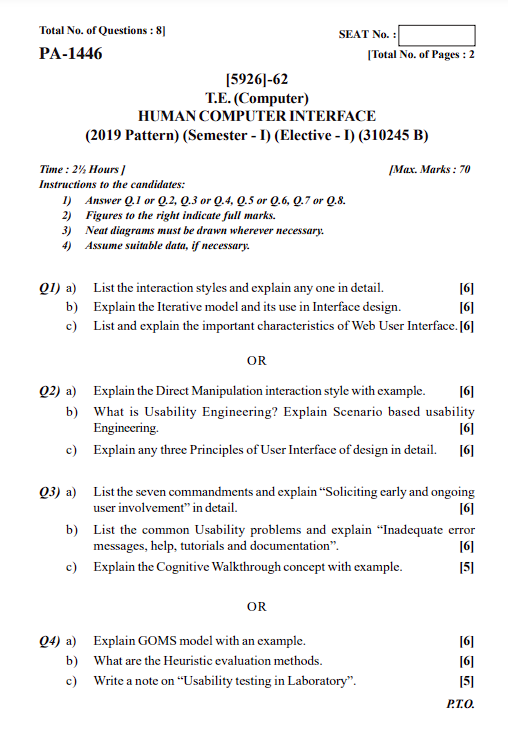 Total No. of Questions : 8]
SEAT No. :
PA-1446
[Total No. of Pages : 2
[5926]-62
T.E. (Computer)
HUMAN COMPUTER INTERFACE
(2019 Pattern) (Semester - I) (Elective - I) (310245 B)
Time : 2½ Hours ]
[Max. Marks : 70
Instructions to the candidates:
1) Answer Q.1 or Q.2, Q.3 or Q.4, Q.5 or Q.6, Q.7 or Q.8.
2) Figures to the right indicate full marks.
3) Neat diagrams must be drawn wherever necessary.
4) Assume suitable data, if necessary.
Q1) a) List the interaction styles and explain any one in detail. [6]
b) Explain the Iterative model and its use in Interface design. [6]
c) List and explain the important characteristics of Web User Interface. [6]
OR
Q2) a) Explain the Direct Manipulation interaction style with example. [6]
b) What is Usability Engineering? Explain Scenario based usability
Engineering. [6]
c) Explain any three Principles of User Interface of design in detail. [6]
Q3) a) List the seven commandments and explain “Soliciting early and ongoing
user involvement” in detail. [6]
b) List the common Usability problems and explain “Inadequate error
messages, help, tutorials and documentation”. [6]
c) Explain the Cognitive Walkthrough concept with example. [5]
OR
Q4) a) Explain GOMS model with an example. [6]
b) What are the Heuristic evaluation methods. [6]
c) Write a note on “Usability testing in Laboratory”. [5]
P.T.O.